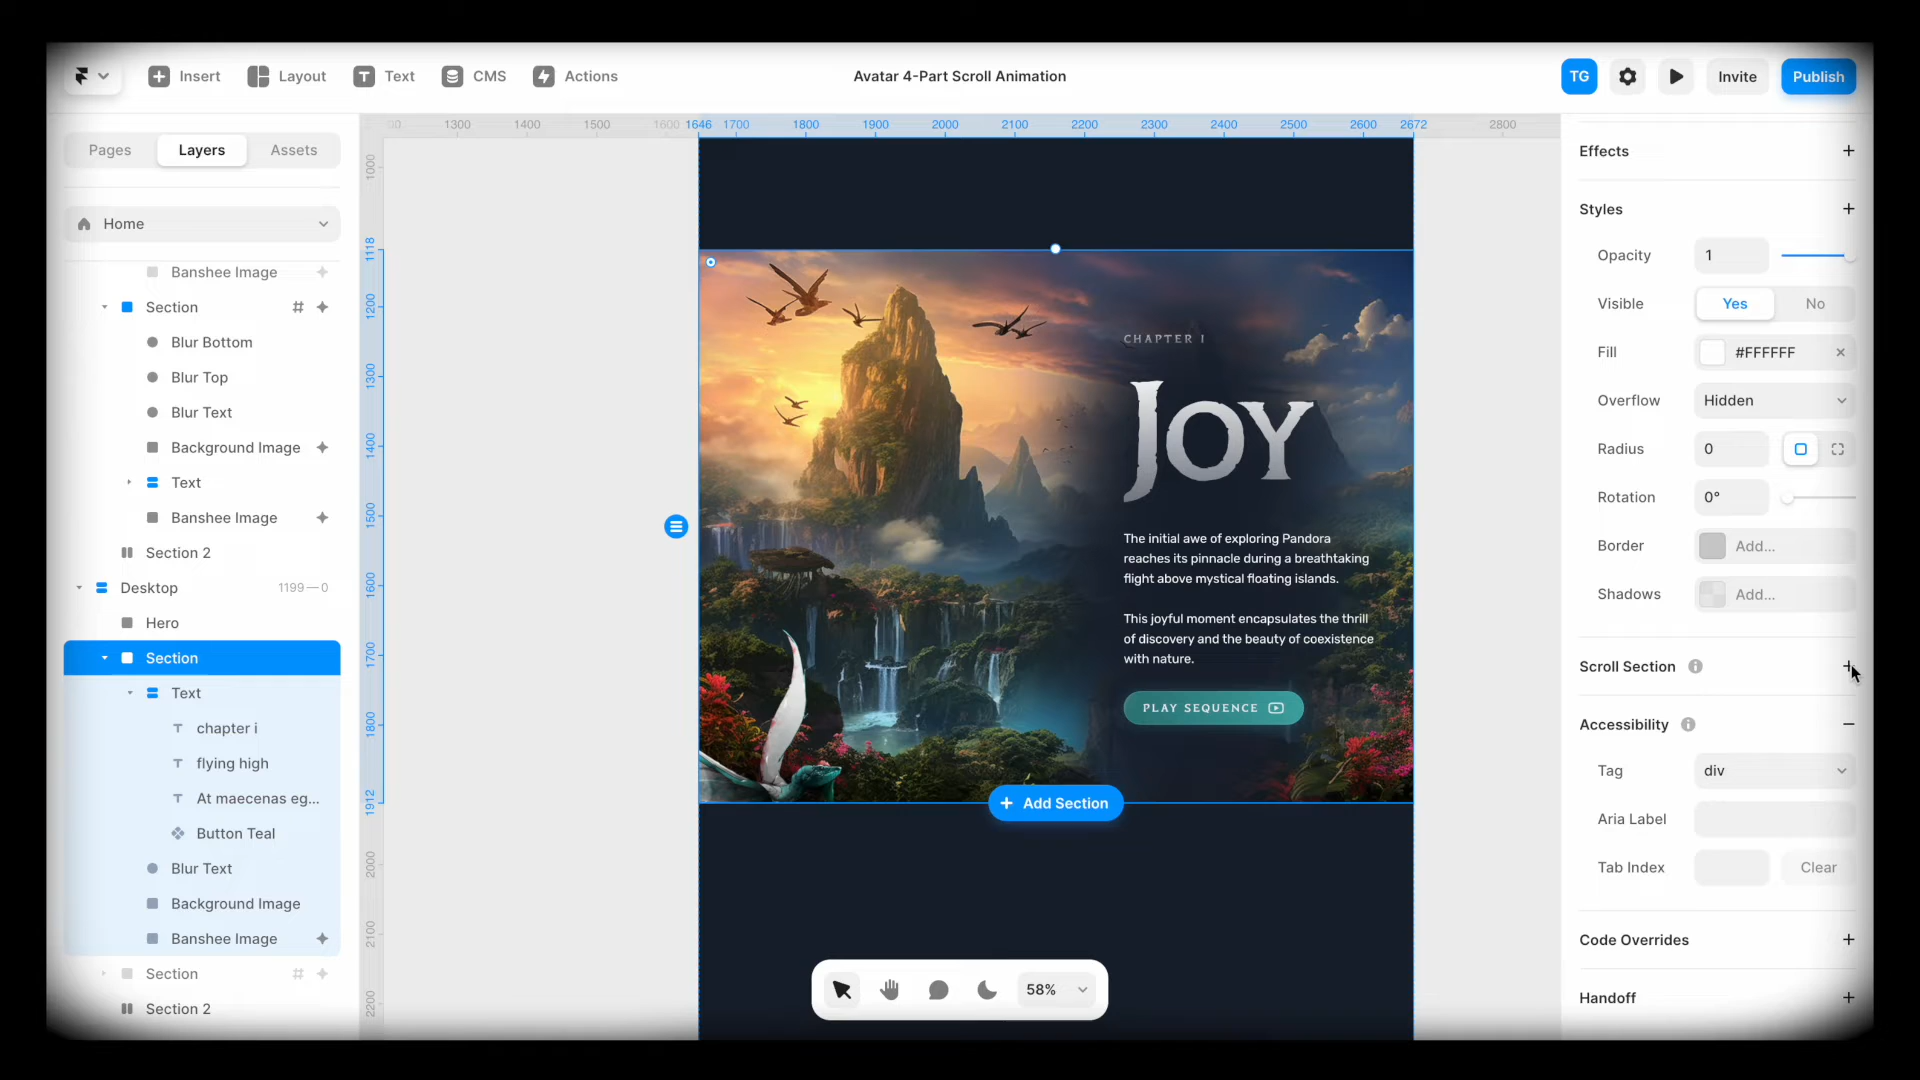 Insert
Layout
Text
CMS
Actions
Avatar 4-Part Scroll Animation
TG
Invite
Publish
Pages
Layers
Assets
Home
Banshee Image
Section
Blur Bottom
Blur Top
Blur Text
Background Image
Text
Banshee Image
Section 2
Desktop
1199—0
Hero
Section
Text
chapter i
flying high
At maecenas eg...
Button Teal
Blur Text
Background Image
Banshee Image
Section
Section 2
1300 1400 1500 1600 1646 1700 1800 1900 2000 2100 2200 2300 2400 2500 2600 2672 2800
1000
1118
1200
1300
1400
1500
1600
1700
1800
1912
2000
2100
2200
CHAPTER I
JOY
The initial awe of exploring Pandora
reaches its pinnacle during a breathtaking
flight above mystical floating islands.
This joyful moment encapsulates the thrill
of discovery and the beauty of coexistence
with nature.
PLAY SEQUENCE
+ Add Section
58%
Effects
Styles
Opacity 1
Visible Yes No
Fill #FFFFFF
Overflow Hidden
Radius 0
Rotation 0°
Border Add...
Shadows Add...
Scroll Section
Accessibility
Tag div
Aria Label
Tab Index Clear
Code Overrides
Handoff